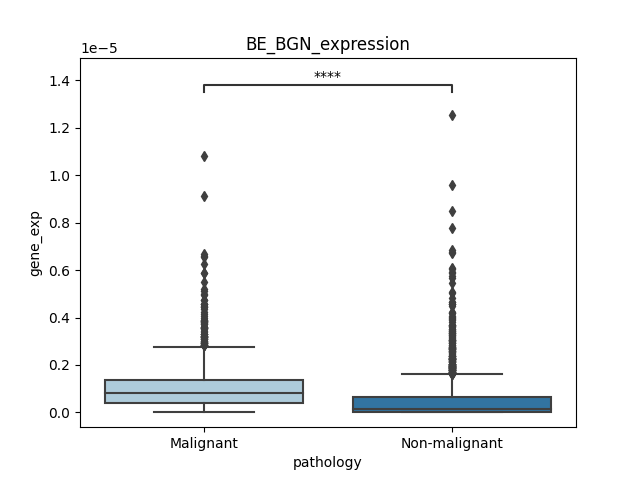 BE_BGN_expression
1e−5
****
1.4
1.2
1.0
0.8
0.6
0.4
0.2
0.0
gene_exp
Malignant Non-malignant
pathology